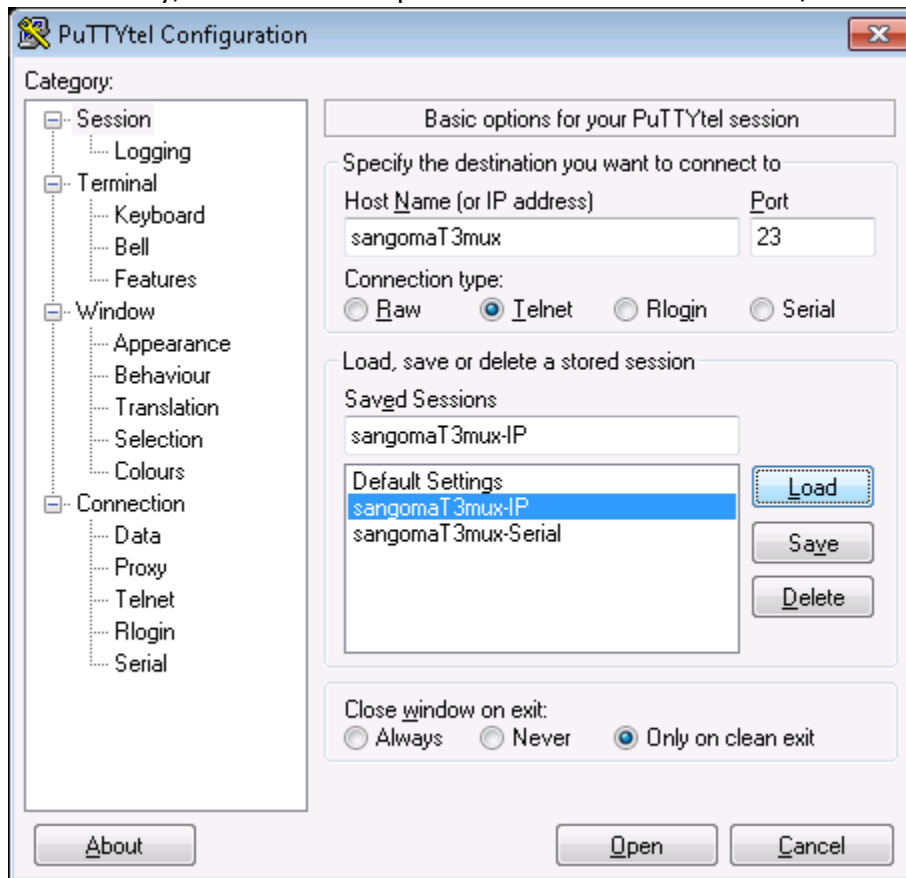 PuTTYtel Configuration
Category:
Session
Logging
Terminal
Keyboard
Bell
Features
Window
Appearance
Behaviour
Translation
Selection
Colours
Connection
Data
Proxy
Telnet
Rlogin
Serial
Basic options for your PuTTYtel session
Specify the destination you want to connect to
Host Name (or IP address) Port
sangomaT3mux 23
Connection type:
Raw Telnet Rlogin Serial
Load, save or delete a stored session
Saved Sessions
sangomaT3mux-IP
Default Settings
sangomaT3mux-IP
sangomaT3mux-Serial
Load
Save
Delete
Close window on exit:
Always Never Only on clean exit
About Open Cancel